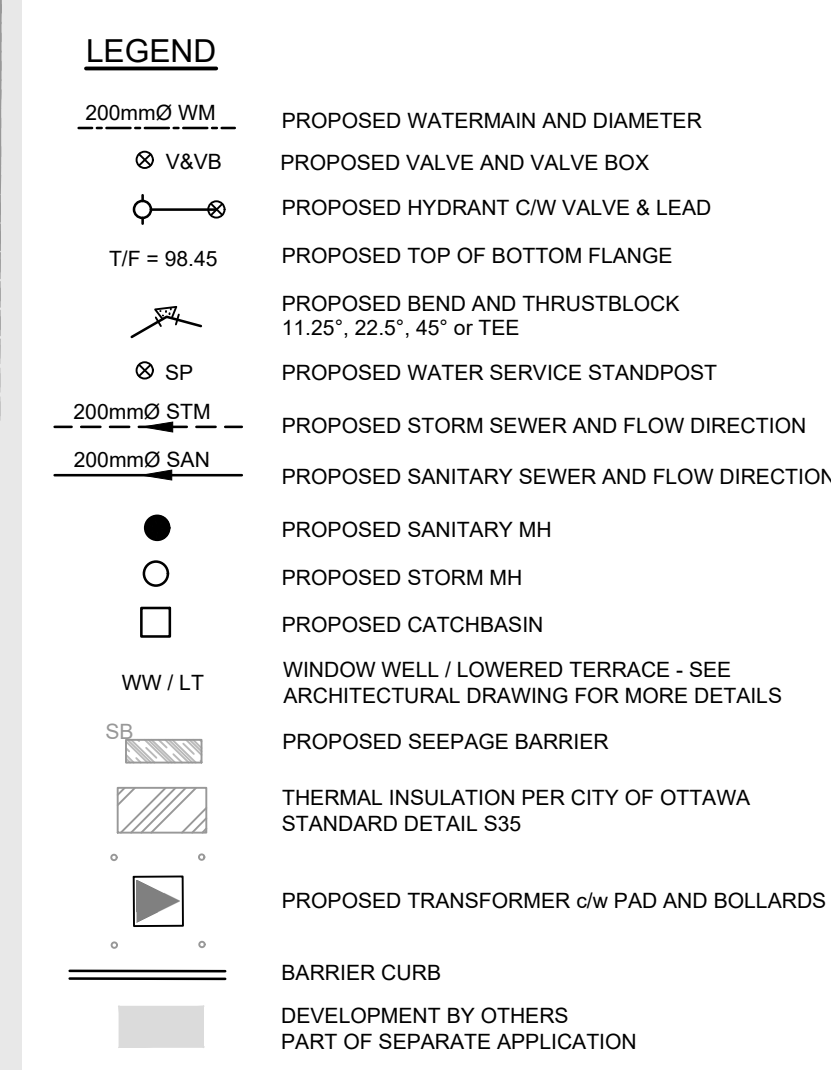 LEGEND
200mmØ WM PROPOSED WATERMAIN AND DIAMETER
V&VB PROPOSED VALVE AND VALVE BOX
PROPOSED HYDRANT C/W VALVE & LEAD
T/F = 98.45 PROPOSED TOP OF BOTTOM FLANGE
PROPOSED BEND AND THRUSTBLOCK
11.25°, 22.5°, 45° or TEE
SP PROPOSED WATER SERVICE STANDPOST
200mmØ STM PROPOSED STORM SEWER AND FLOW DIRECTION
200mmØ SAN PROPOSED SANITARY SEWER AND FLOW DIRECTION
PROPOSED SANITARY MH
PROPOSED STORM MH
PROPOSED CATCHBASIN
WW / LT WINDOW WELL / LOWERED TERRACE - SEE
ARCHITECTURAL DRAWING FOR MORE DETAILS
SB PROPOSED SEEPAGE BARRIER
THERMAL INSULATION PER CITY OF OTTAWA
STANDARD DETAIL S35
PROPOSED TRANSFORMER c/w PAD AND BOLLARDS
BARRIER CURB
DEVELOPMENT BY OTHERS
PART OF SEPARATE APPLICATION